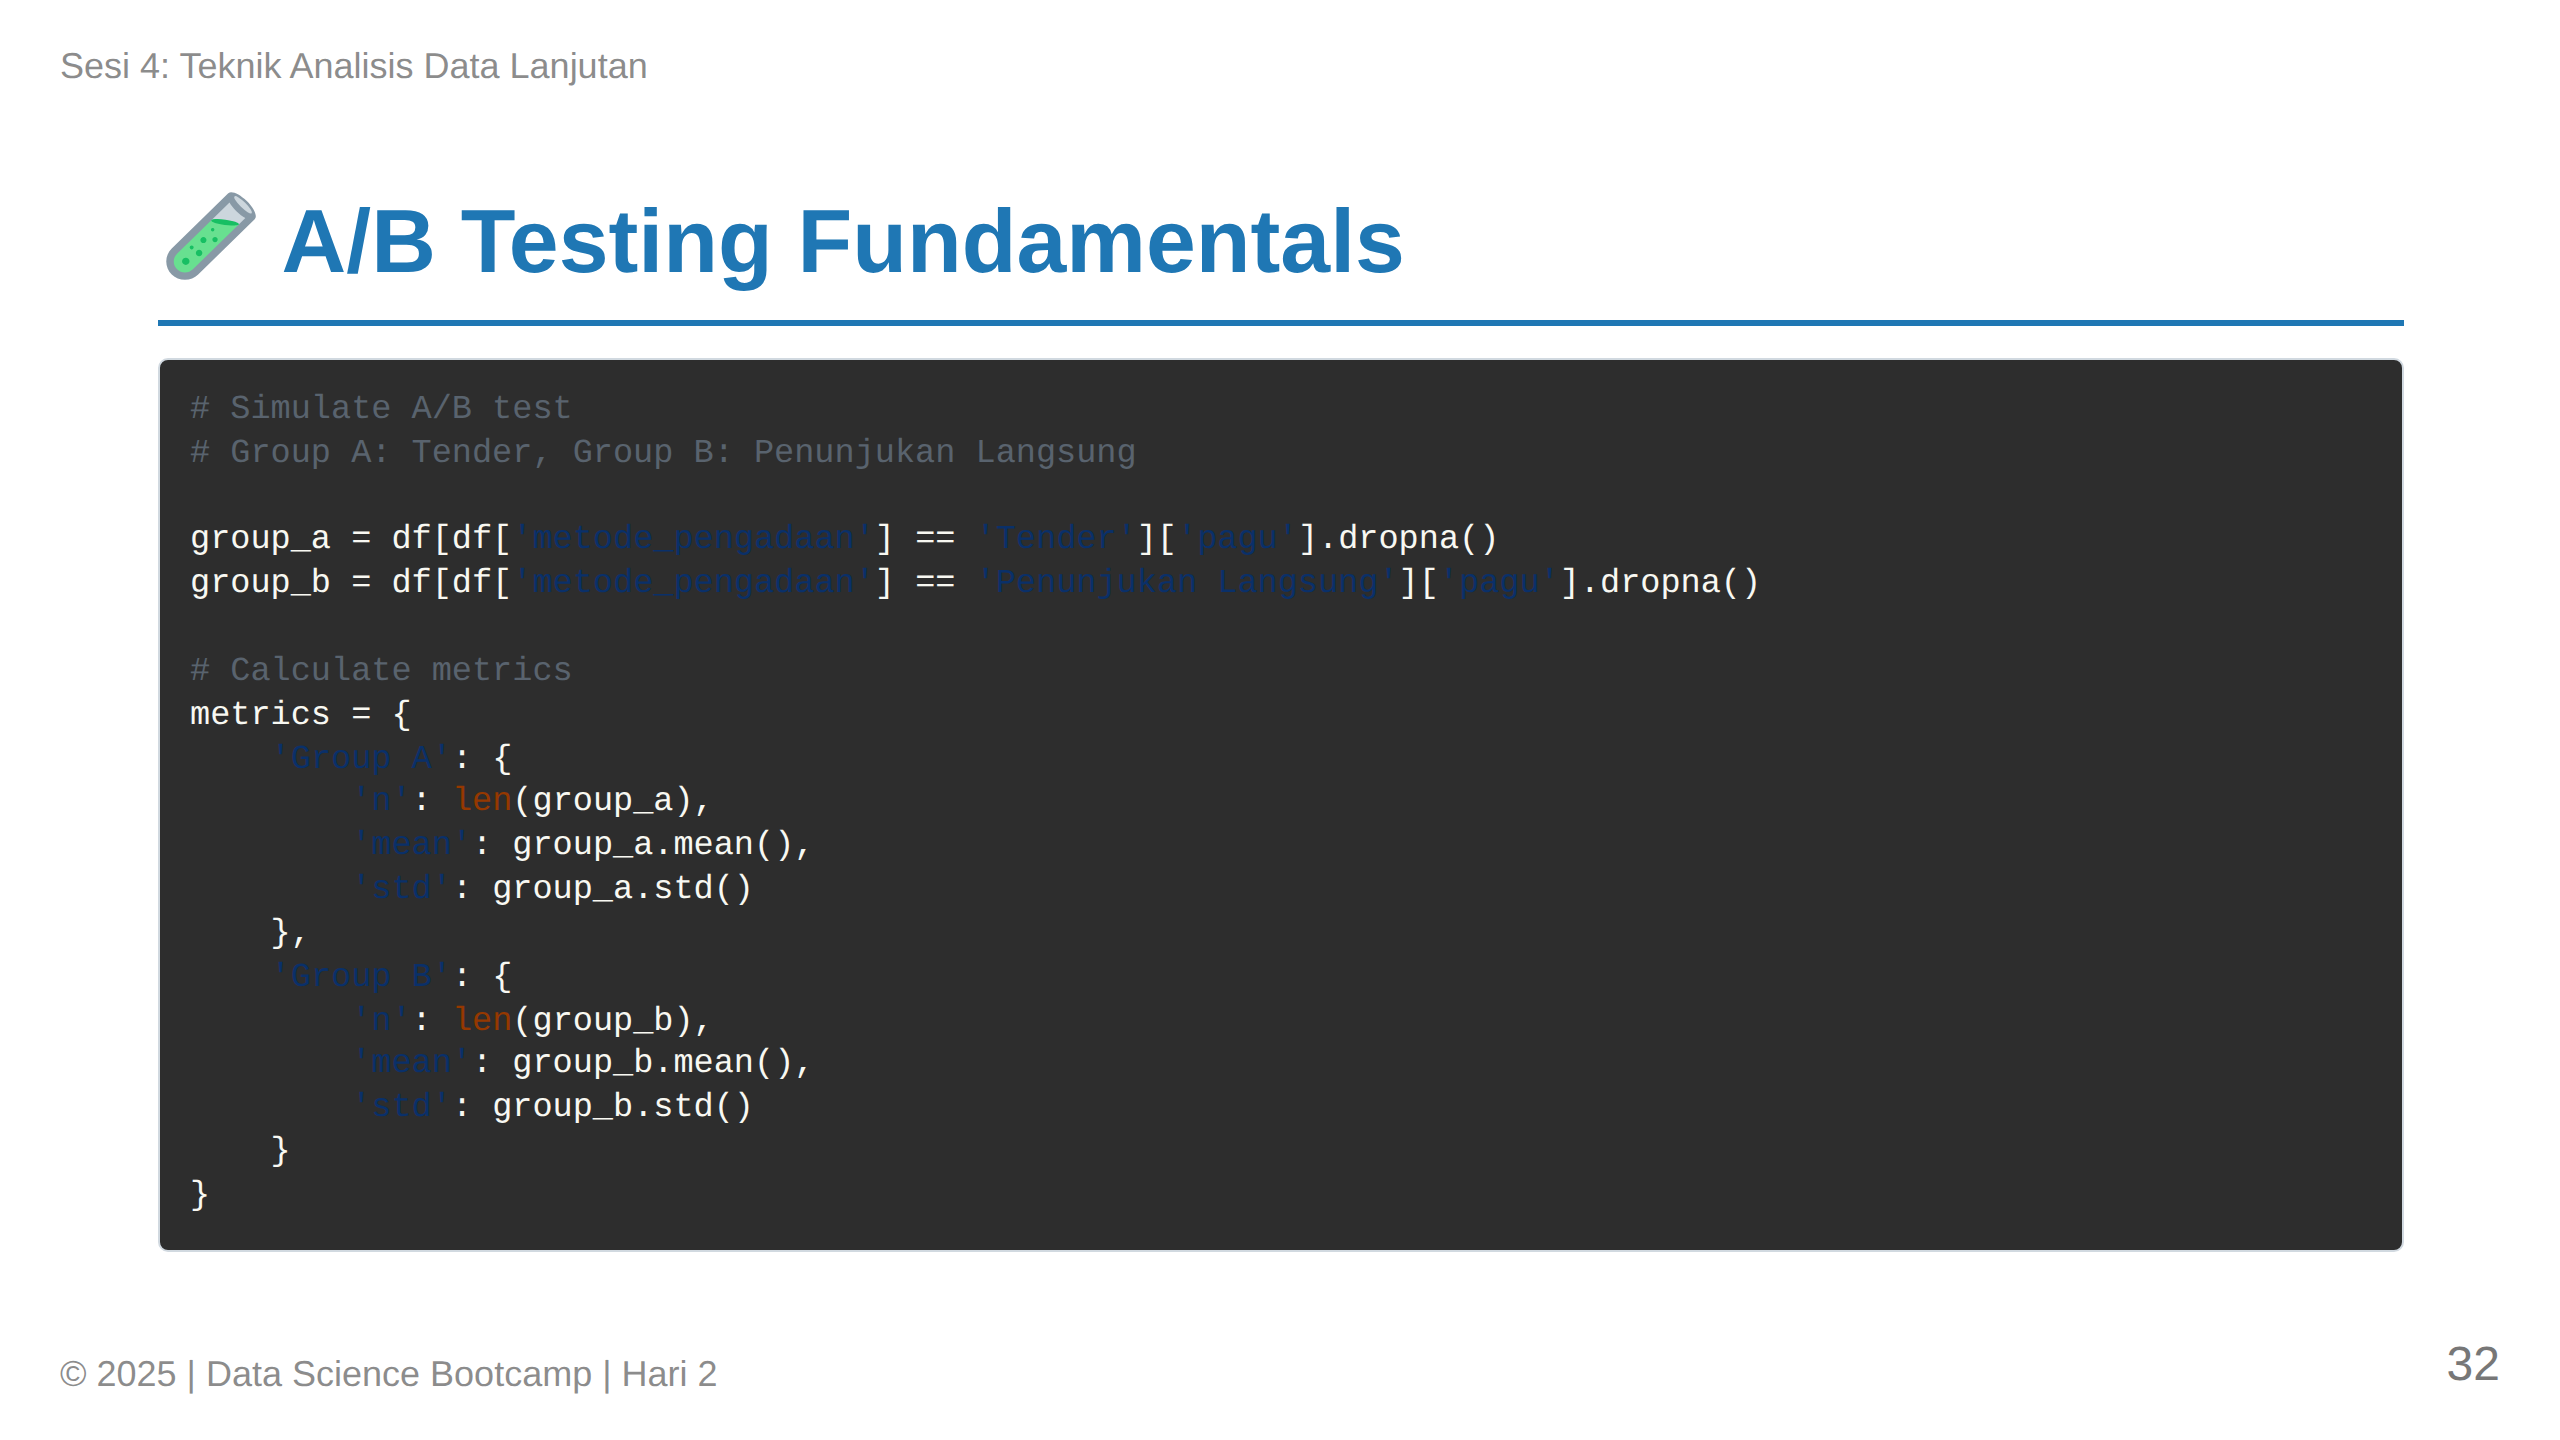 Sesi 4: Teknik Analisis Data Lanjutan
A/B Testing Fundamentals
# Simulate A/B test
# Group A: Tender, Group B: Penunjukan Langsung
group_a = df[df['metode_pengadaan'] == 'Tender']['pagu'].dropna()
group_b = df[df['metode_pengadaan'] == 'Penunjukan Langsung']['pagu'].dropna()
# Calculate metrics
metrics = {
    'Group A': {
        'n': len(group_a),
        'mean': group_a.mean(),
        'std': group_a.std()
    },
    'Group B': {
        'n': len(group_b),
        'mean': group_b.mean(),
        'std': group_b.std()
    }
}
© 2025 | Data Science Bootcamp | Hari 2
32